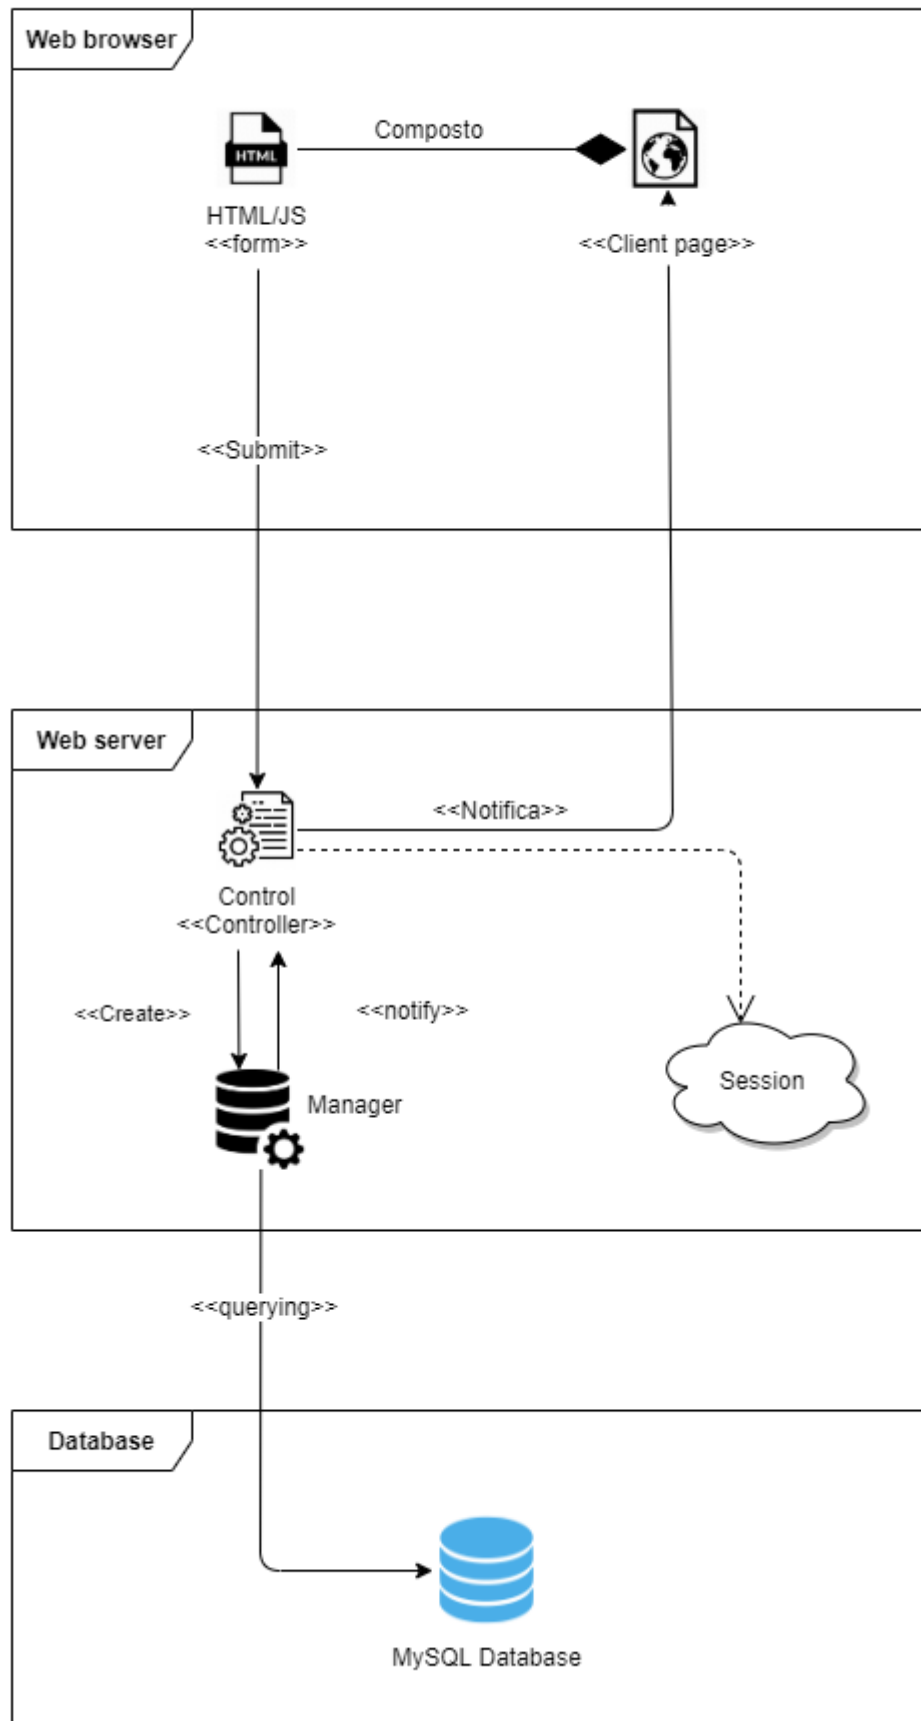 Web browser
Composto
HTML
HTML/JS
<<form>>
<<Client page>>
<<Submit>>
Web server
<<Notifica>>
Control
<<Controller>>
<<Create>>
<<notify>>
Manager
Session
<<querying>>
Database
MySQL Database